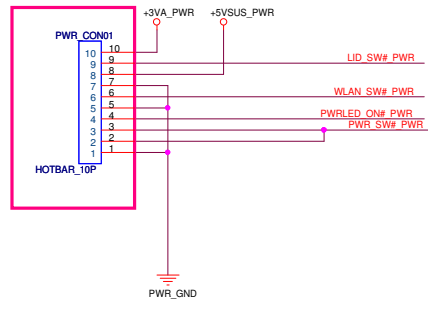 +3VA_PWR
+5VSUS_PWR
PWR_CON01
10 10
9 9 LID_SW#_PWR
8 8
7 7
6 6 WLAN_SW#_PWR
5 5
4 4 PWRLED_ON#_PWR
3 3 PWR_SW#_PWR
2 2
1 1
HOTBAR_10P
PWR_GND